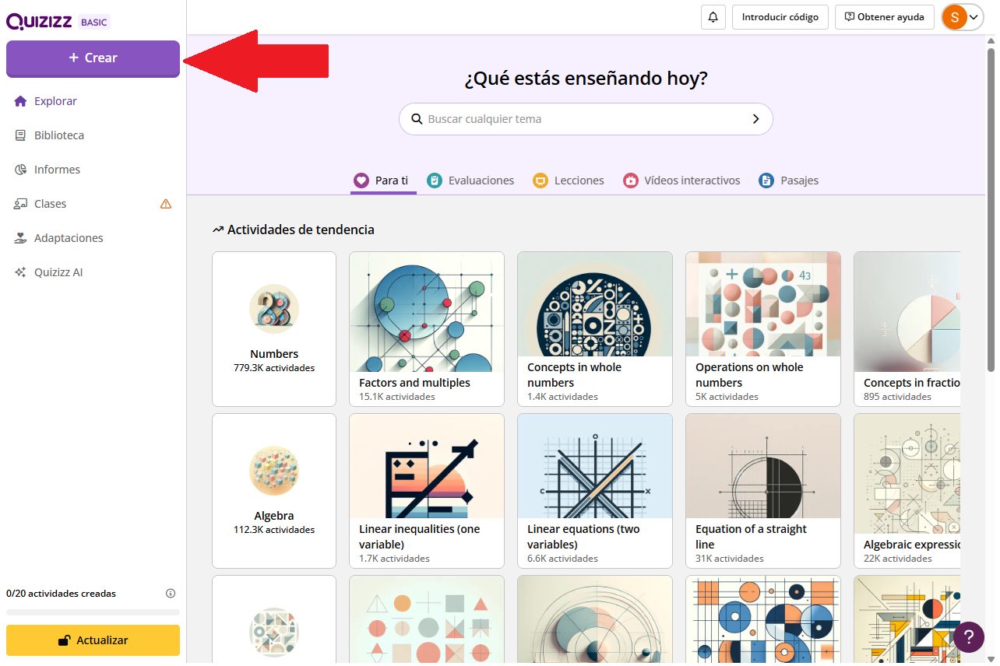 QUIZIZZ BASIC
Introducir código
Obtener ayuda
S
+ Crear
Explorar
Biblioteca
Informes
Clases
Adaptaciones
Quizizz AI
0/20 actividades creadas
Actualizar
¿Qué estás enseñando hoy?
Buscar cualquier tema
Para ti
Evaluaciones
Lecciones
Vídeos interactivos
Pasajes
Actividades de tendencia
Numbers
779.3K actividades
Factors and multiples
15.1K actividades
Concepts in whole
numbers
1.4K actividades
43
Operations on whole
numbers
5K actividades
Concepts in fractio
895 actividades
Algebra
112.3K actividades
Linear inequalities (one
variable)
1.7K actividades
Linear equations (two
variables)
6.6K actividades
Equation of a straight
line
31K actividades
Algebraic expressio
22K actividades
?